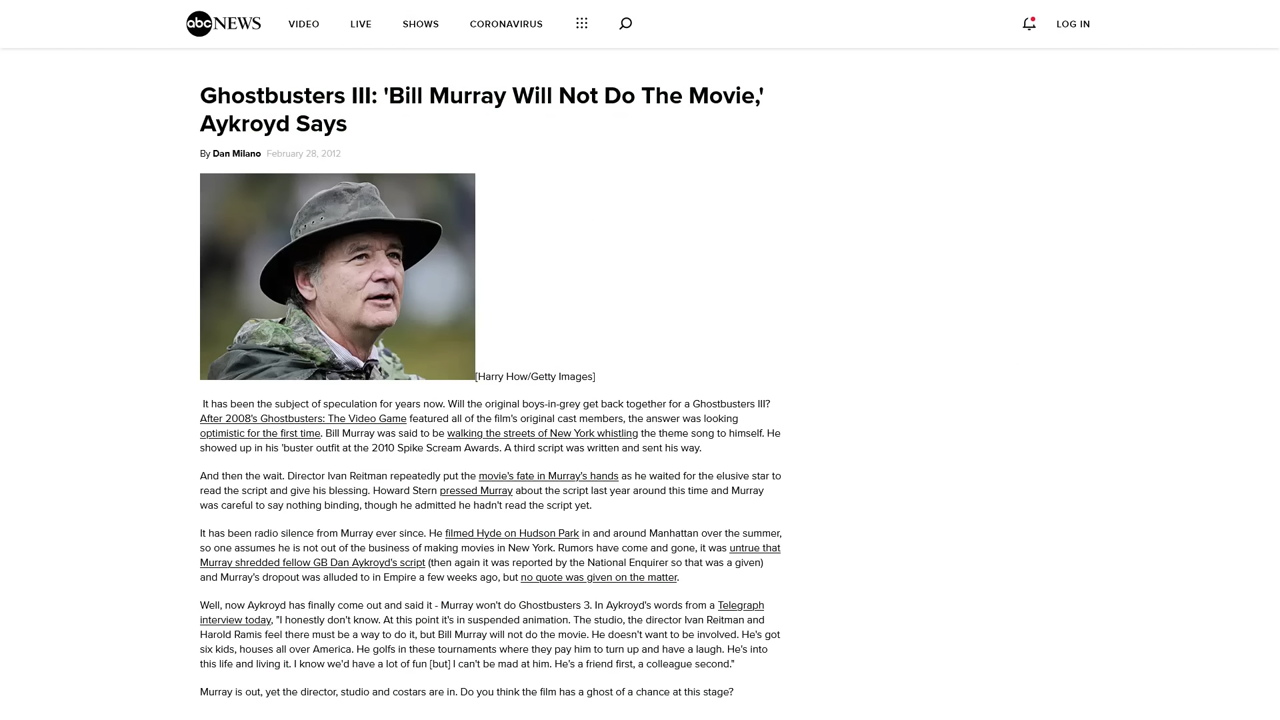 abc NEWS VIDEO LIVE SHOWS CORONAVIRUS LOG IN
Ghostbusters III: 'Bill Murray Will Not Do The Movie,'
Aykroyd Says
By Dan Milano February 28, 2012
[Harry How/Getty Images]
It has been the subject of speculation for years now. Will the original boys-in-grey get back together for a Ghostbusters III?
After 2008's Ghostbusters: The Video Game featured all of the film's original cast members, the answer was looking
optimistic for the first time. Bill Murray was said to be walking the streets of New York whistling the theme song to himself. He
showed up in his 'buster outfit at the 2010 Spike Scream Awards. A third script was written and sent his way.
And then the wait. Director Ivan Reitman repeatedly put the movie's fate in Murray's hands as he waited for the elusive star to
read the script and give his blessing. Howard Stern pressed Murray about the script last year around this time and Murray
was careful to say nothing binding, though he admitted he hadn't read the script yet.
It has been radio silence from Murray ever since. He filmed Hyde on Hudson Park in and around Manhattan over the summer,
so one assumes he is not out of the business of making movies in New York. Rumors have come and gone, it was untrue that
Murray shredded fellow GB Dan Aykroyd's script (then again it was reported by the National Enquirer so that was a given)
and Murray's dropout was alluded to in Empire a few weeks ago, but no quote was given on the matter.
Well, now Aykroyd has finally come out and said it - Murray won't do Ghostbusters 3. In Aykroyd's words from a Telegraph
interview today, "I honestly don't know. At this point it's in suspended animation. The studio, the director Ivan Reitman and
Harold Ramis feel there must be a way to do it, but Bill Murray will not do the movie. He doesn't want to be involved. He's got
six kids, houses all over America. He golfs in these tournaments where they pay him to turn up and have a laugh. He's into
this life and living it. I know we'd have a lot of fun [but] I can't be mad at him. He's a friend first, a colleague second."
Murray is out, yet the director, studio and costars are in. Do you think the film has a ghost of a chance at this stage?